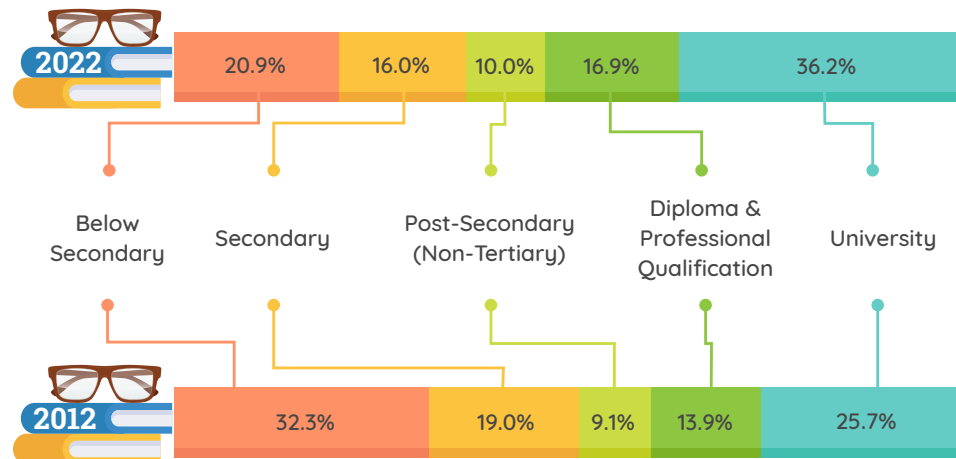 2022
20.9% 16.0% 10.0% 16.9% 36.2%
Below
Secondary
Secondary
Post-Secondary
(Non-Tertiary)
Diploma &
Professional
Qualification
University
2012
32.3% 19.0% 9.1% 13.9% 25.7%